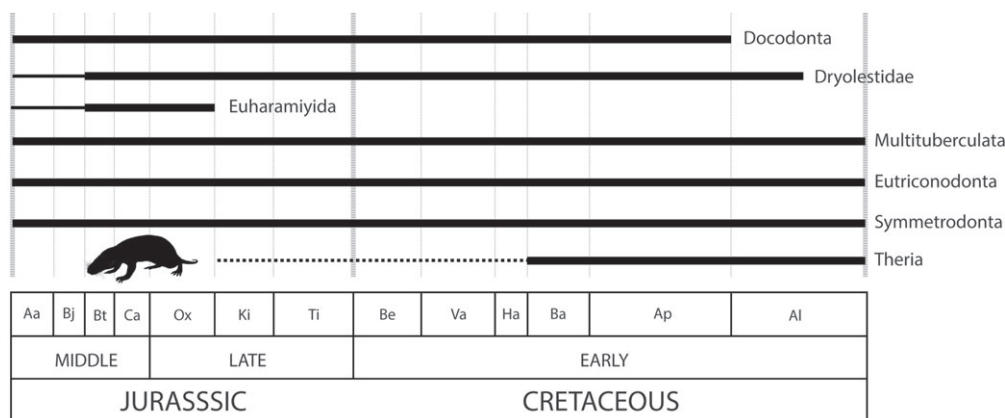 Docodonta
Dryolestidae
Euharamiyida
Multituberculata
Eutriconodonta
Symmetrodonta
Theria
Aa Bj Bt Ca Ox Ki Ti Be Va Ha Ba Ap Al
MIDDLE LATE EARLY
JURASSSIC CRETACEOUS